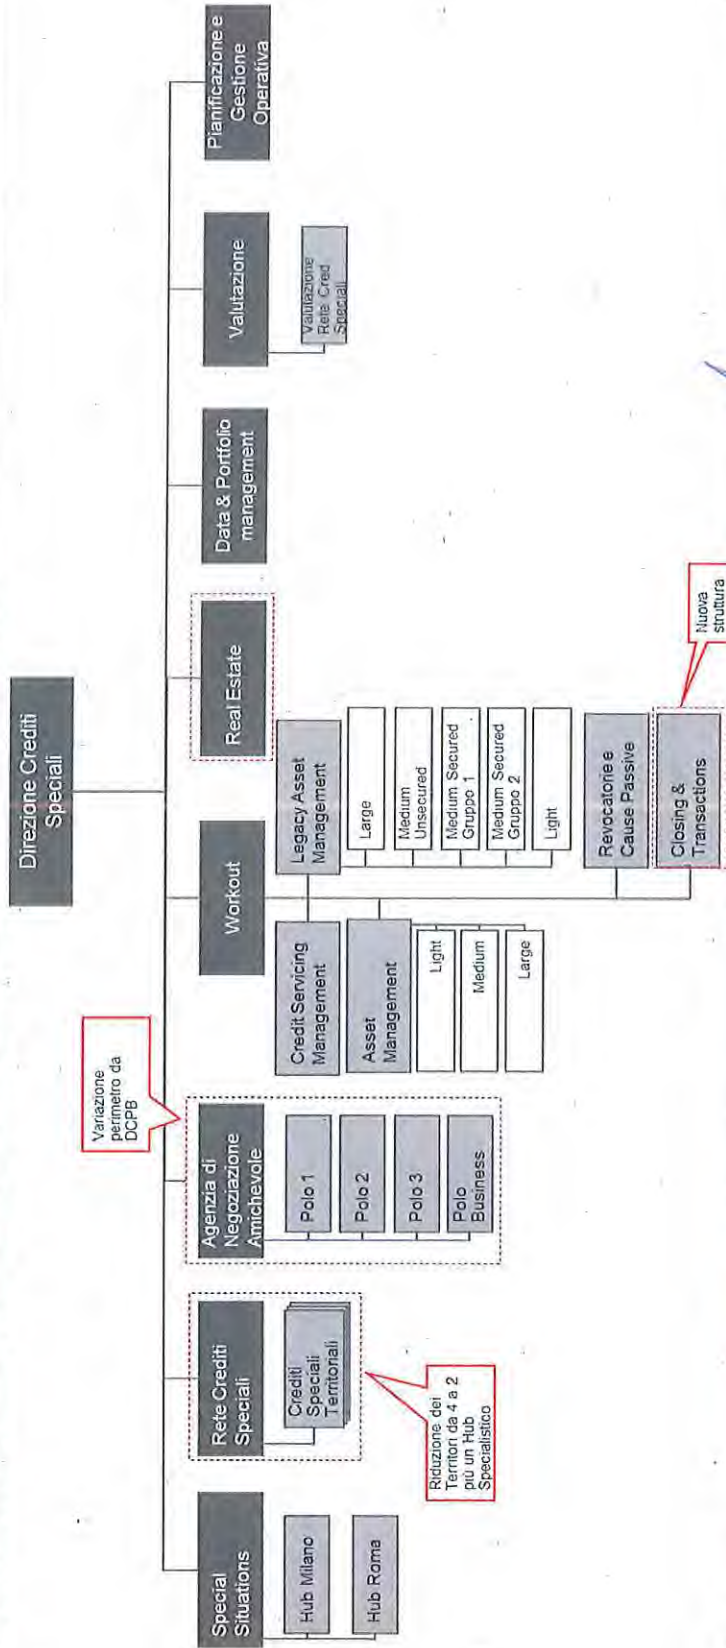 Direzione Crediti
Speciali
Variazione
perimetro da
DCPB
Special
Situations
Hub Milano
Hub Roma
Rete Crediti
Speciali
Crediti
Speciali
Territoriali
Riduzione dei
Territori da 4 a 2
più un Hub
Specialistico
Agenzia di
Negoziazione
Amichevole
Polo 1
Polo 2
Polo 3
Polo
Business
Workout
Credit Servicing
Management
Asset
Management
Light
Medium
Large
Legacy Asset
Management
Large
Medium
Unsecured
Medium Secured
Gruppo 1
Medium Secured
Gruppo 2
Light
Revocatorie e
Cause Passive
Closing &
Transactions
Nuova
struttura
Real Estate
Data & Portfolio
management
Valutazione
Valutazione
Rete Cred
Speciali
Pianificazione e
Gestione
Operativa